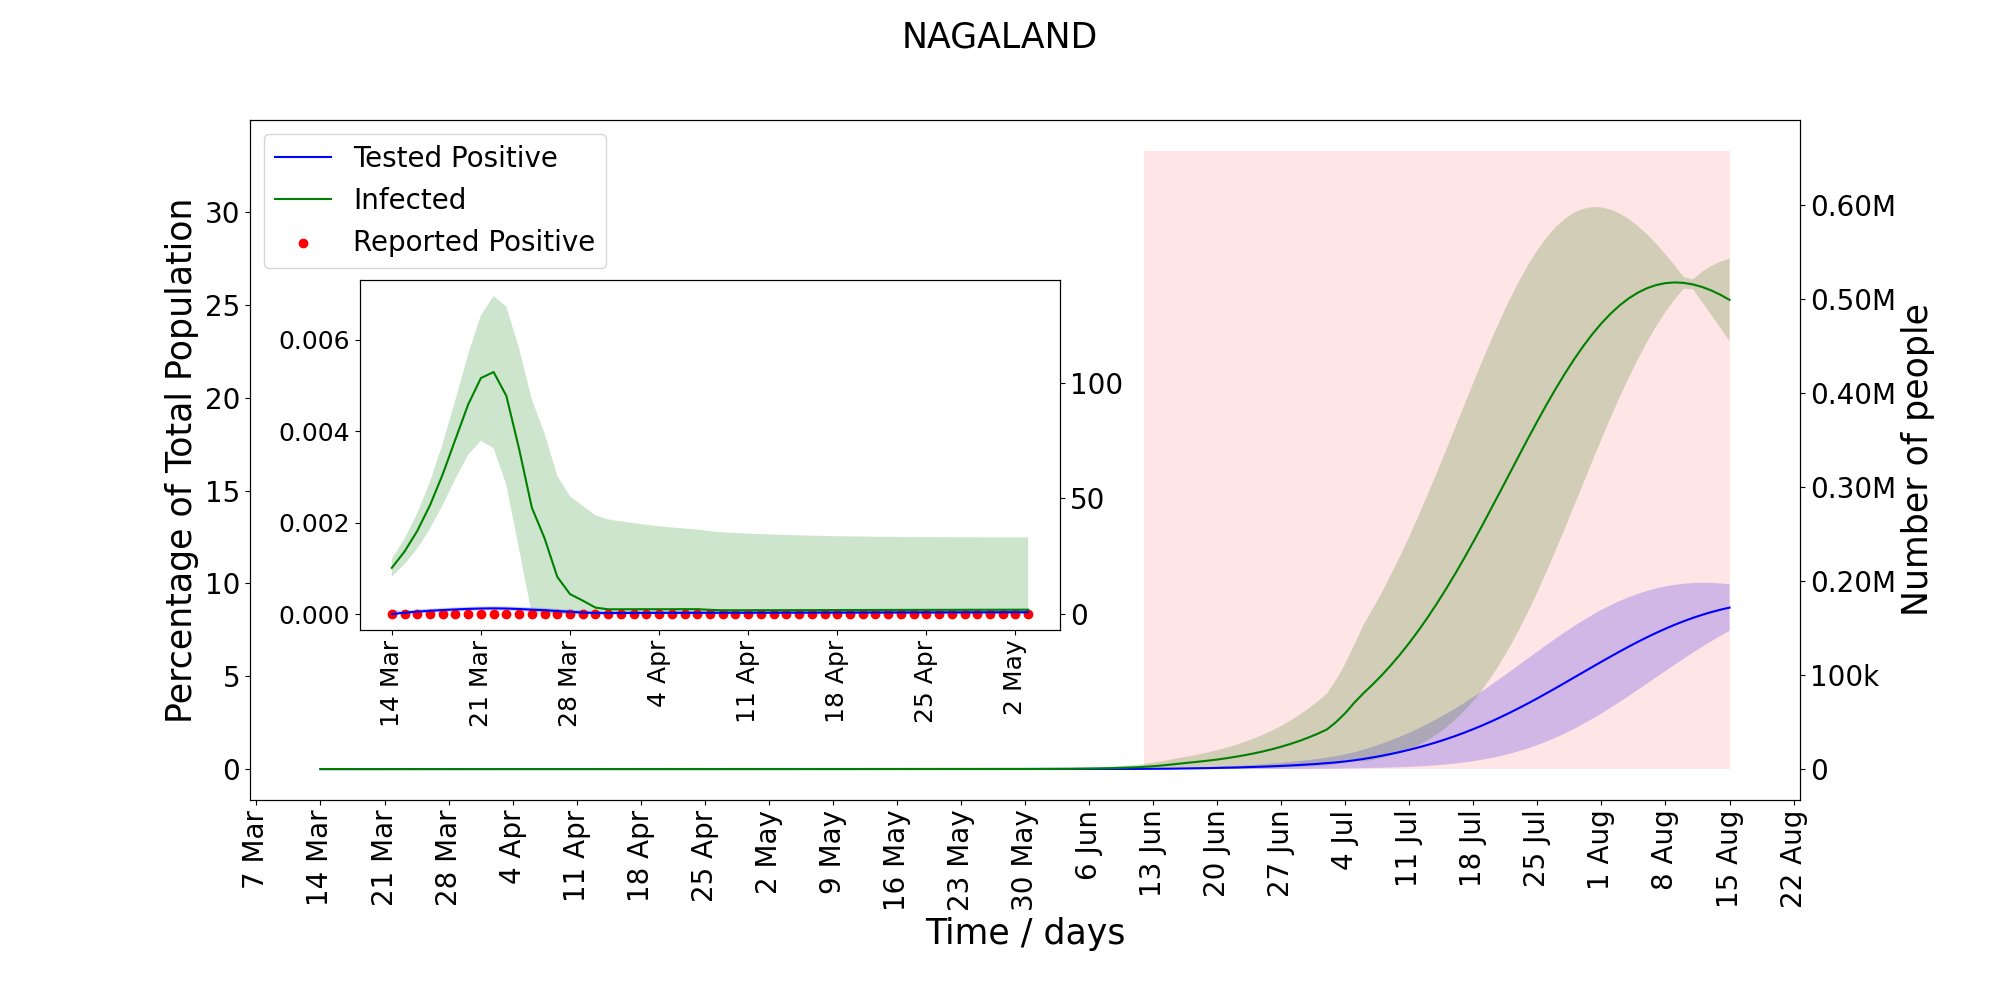 NAGALAND
Tested Positive
Infected
Reported Positive
Percentage of Total Population
30
25
20
15
10
5
0
0.006
0.004
0.002
0.000
100
50
0
14 Mar
21 Mar
28 Mar
4 Apr
11 Apr
18 Apr
25 Apr
2 May
0.60M
0.50M
0.40M
0.30M
0.20M
100k
0
Number of people
7 Mar
14 Mar
21 Mar
28 Mar
4 Apr
11 Apr
18 Apr
25 Apr
2 May
9 May
16 May
23 May
30 May
6 Jun
13 Jun
20 Jun
27 Jun
4 Jul
11 Jul
18 Jul
25 Jul
1 Aug
8 Aug
15 Aug
22 Aug
Time / days